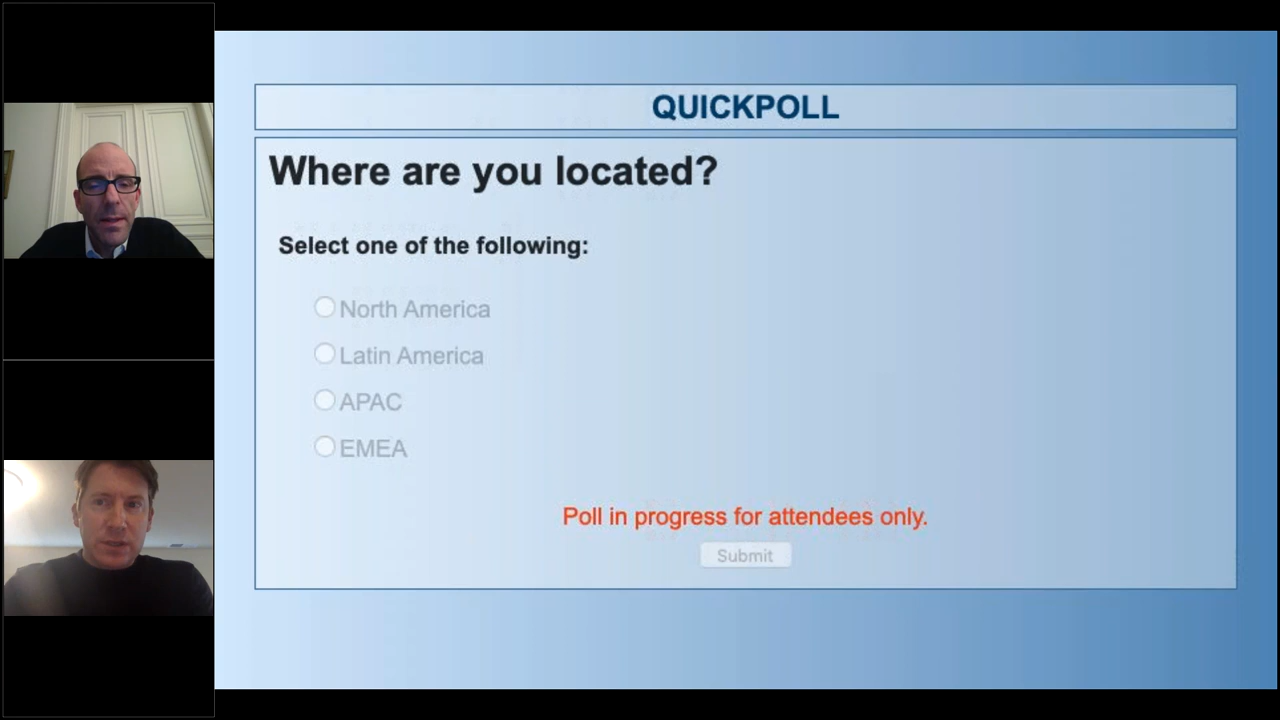 QUICKPOLL
Where are you located?
Select one of the following:
North America
Latin America
APAC
EMEA
Poll in progress for attendees only.
Submit